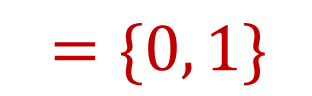 = {0, 1}